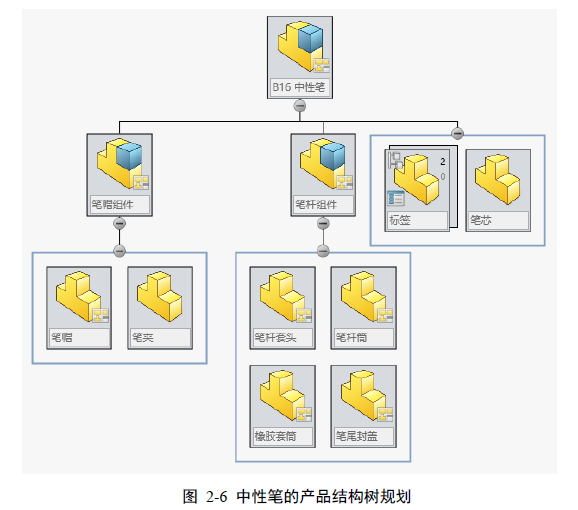 B16 中性笔
笔帽组件
笔杆组件
2
0
标签
笔芯
笔帽
笔夹
笔杆套头
笔杆筒
橡胶套筒
笔尾封盖
图 2-6 中性笔的产品结构树规划